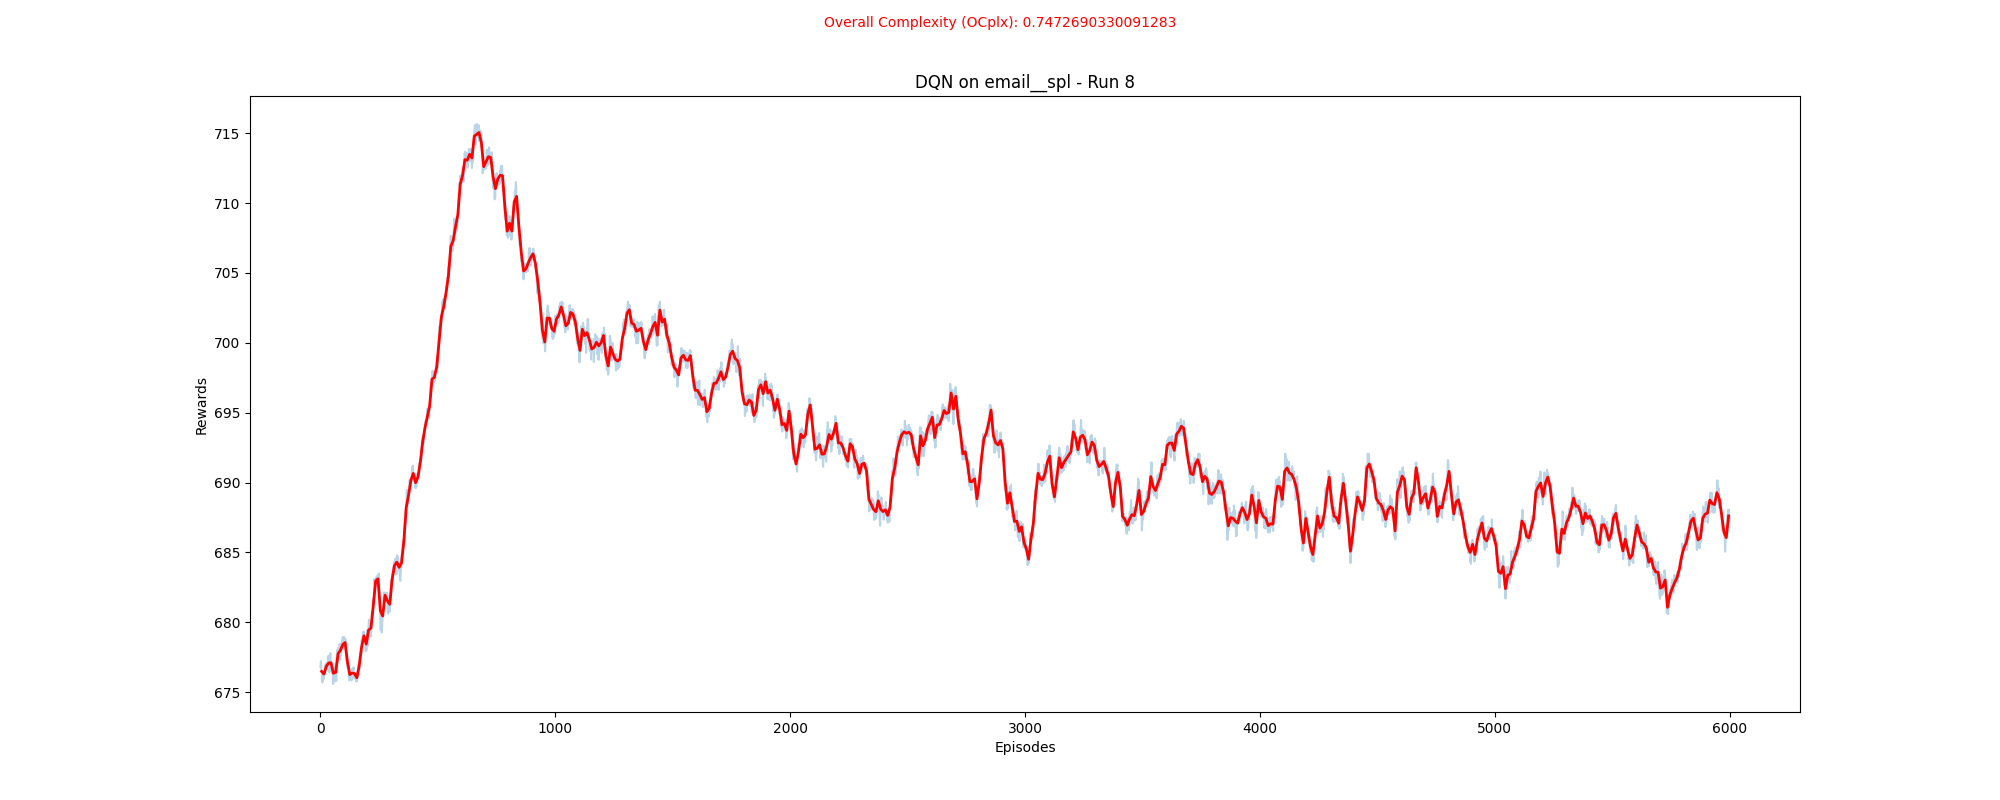 Overall Complexity (OCplx): 0.7472690330091283
DQN on email__spl - Run 8
715
710
705
700
695
690
685
680
675
Rewards
0 1000 2000 3000 4000 5000 6000
Episodes